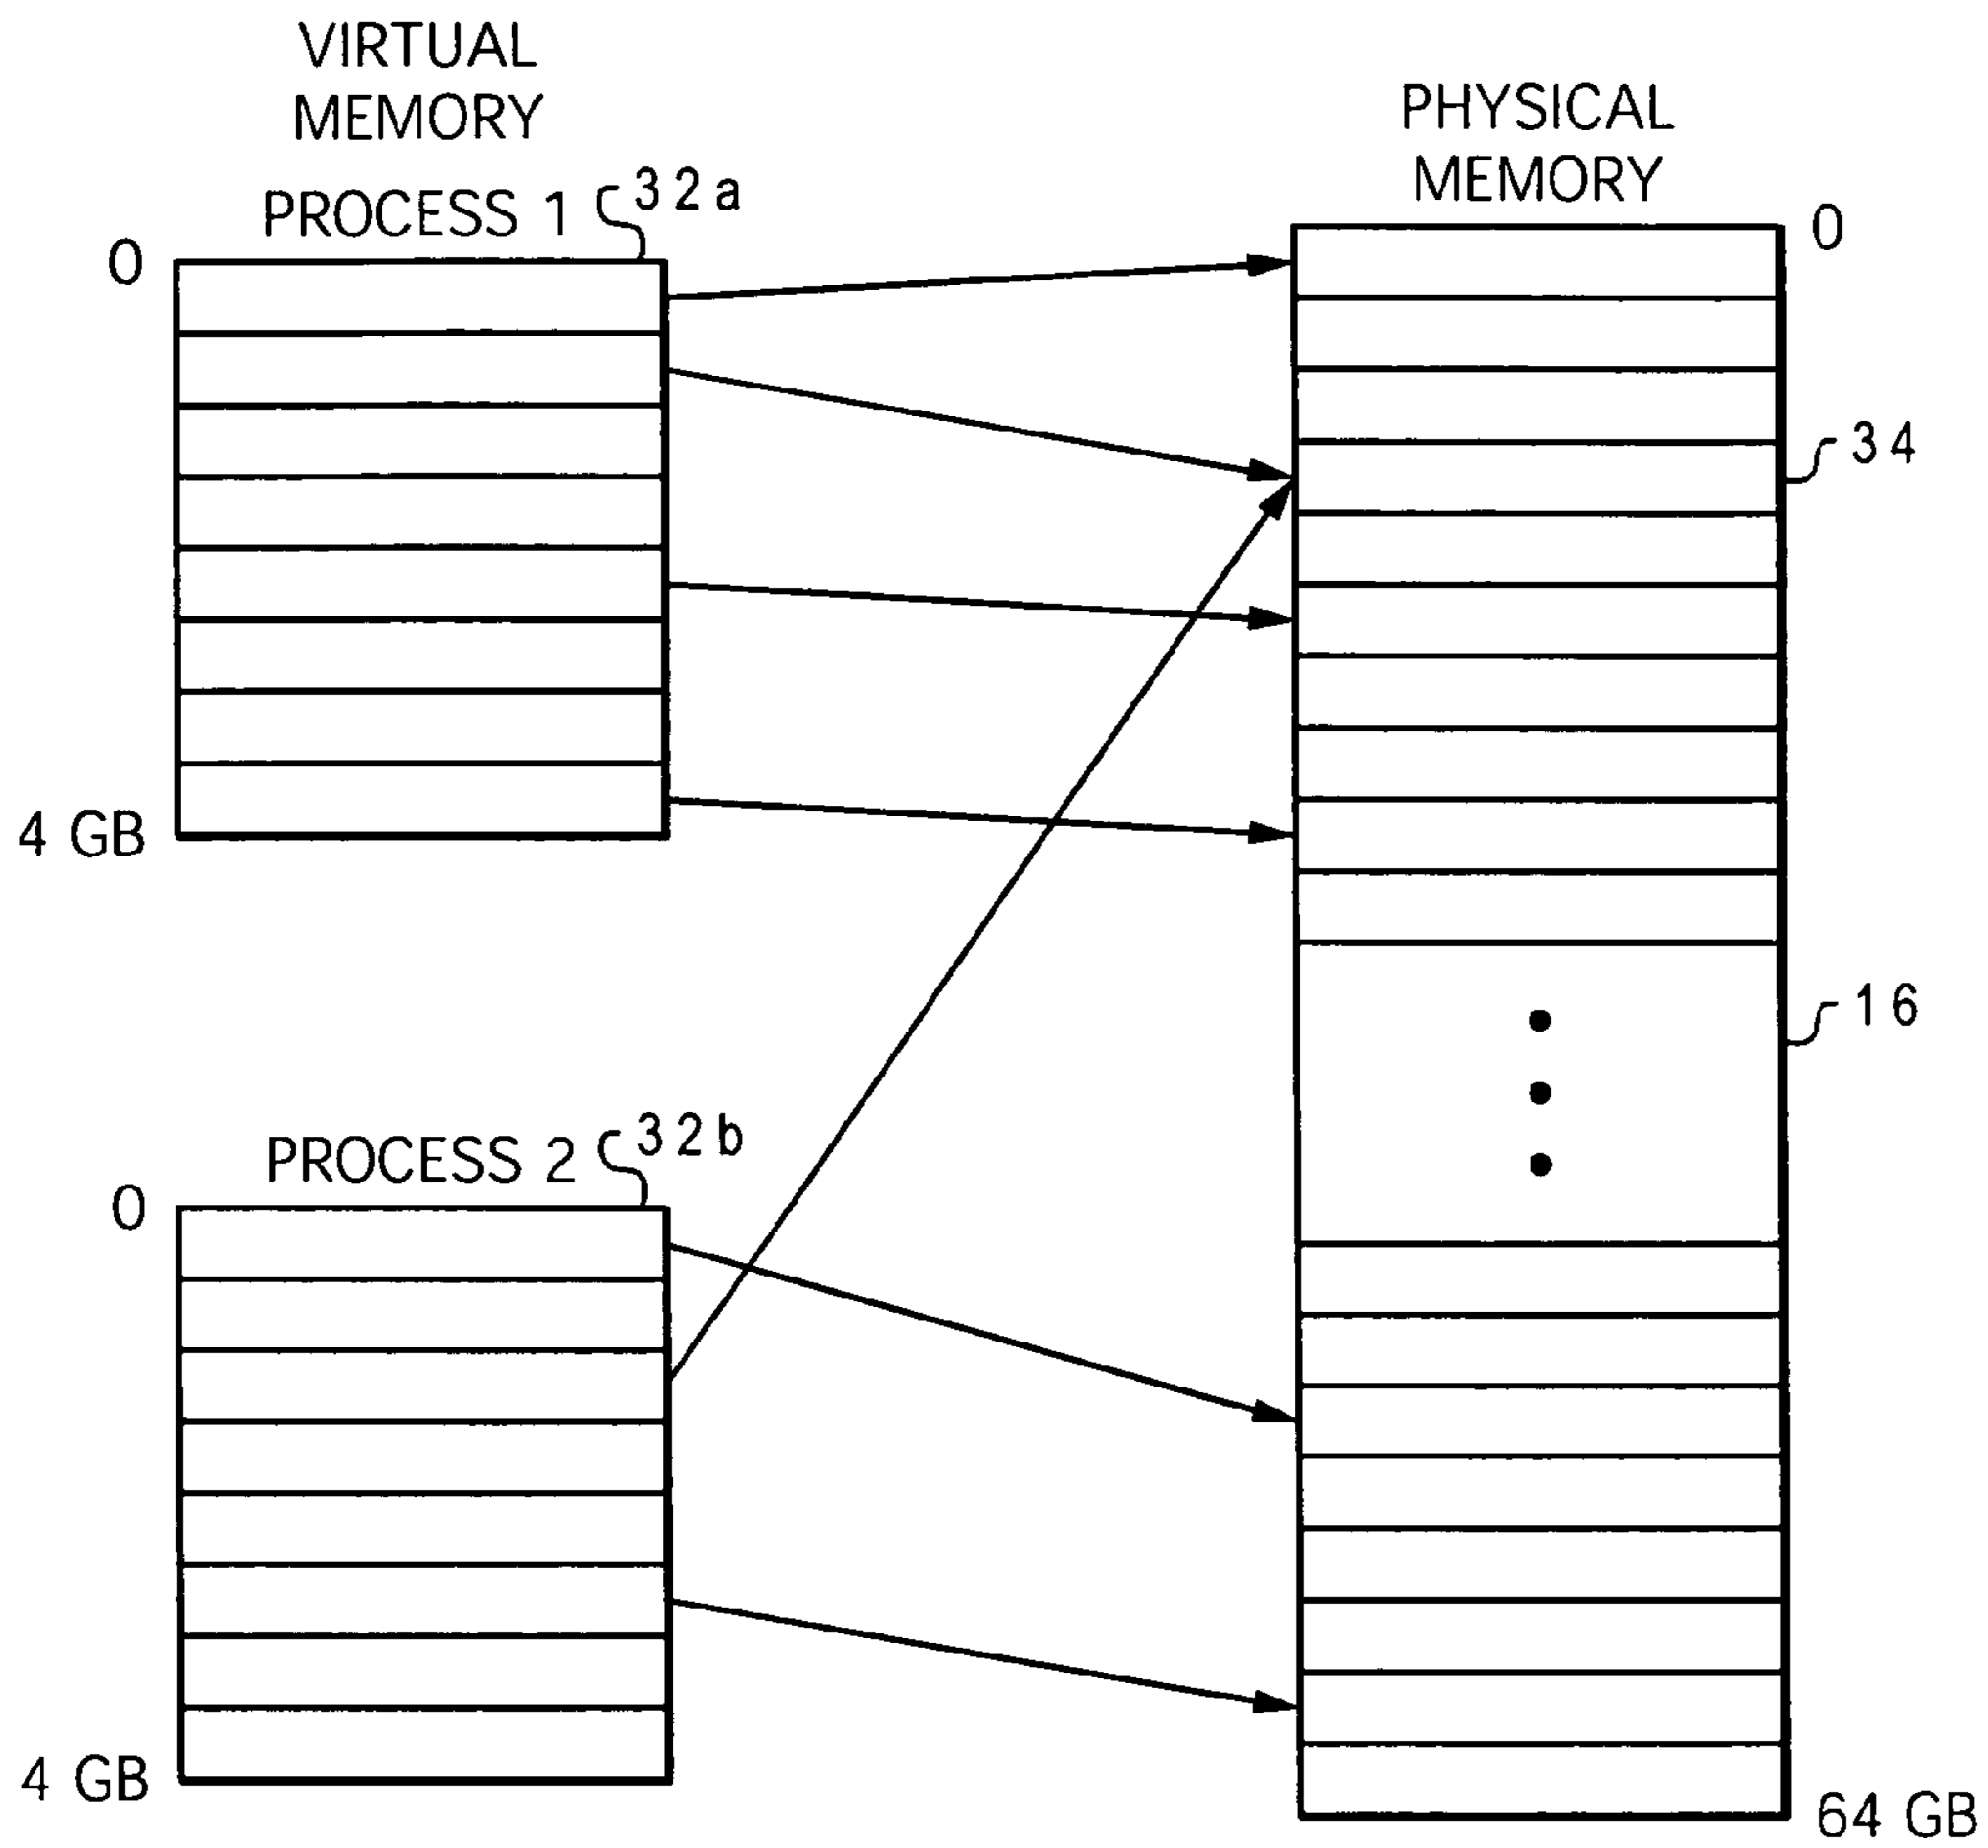 VIRTUAL
MEMORY
PROCESS 1
32a
0
4 GB
PROCESS 2
32b
0
4 GB
PHYSICAL
MEMORY
0
34
16
64 GB